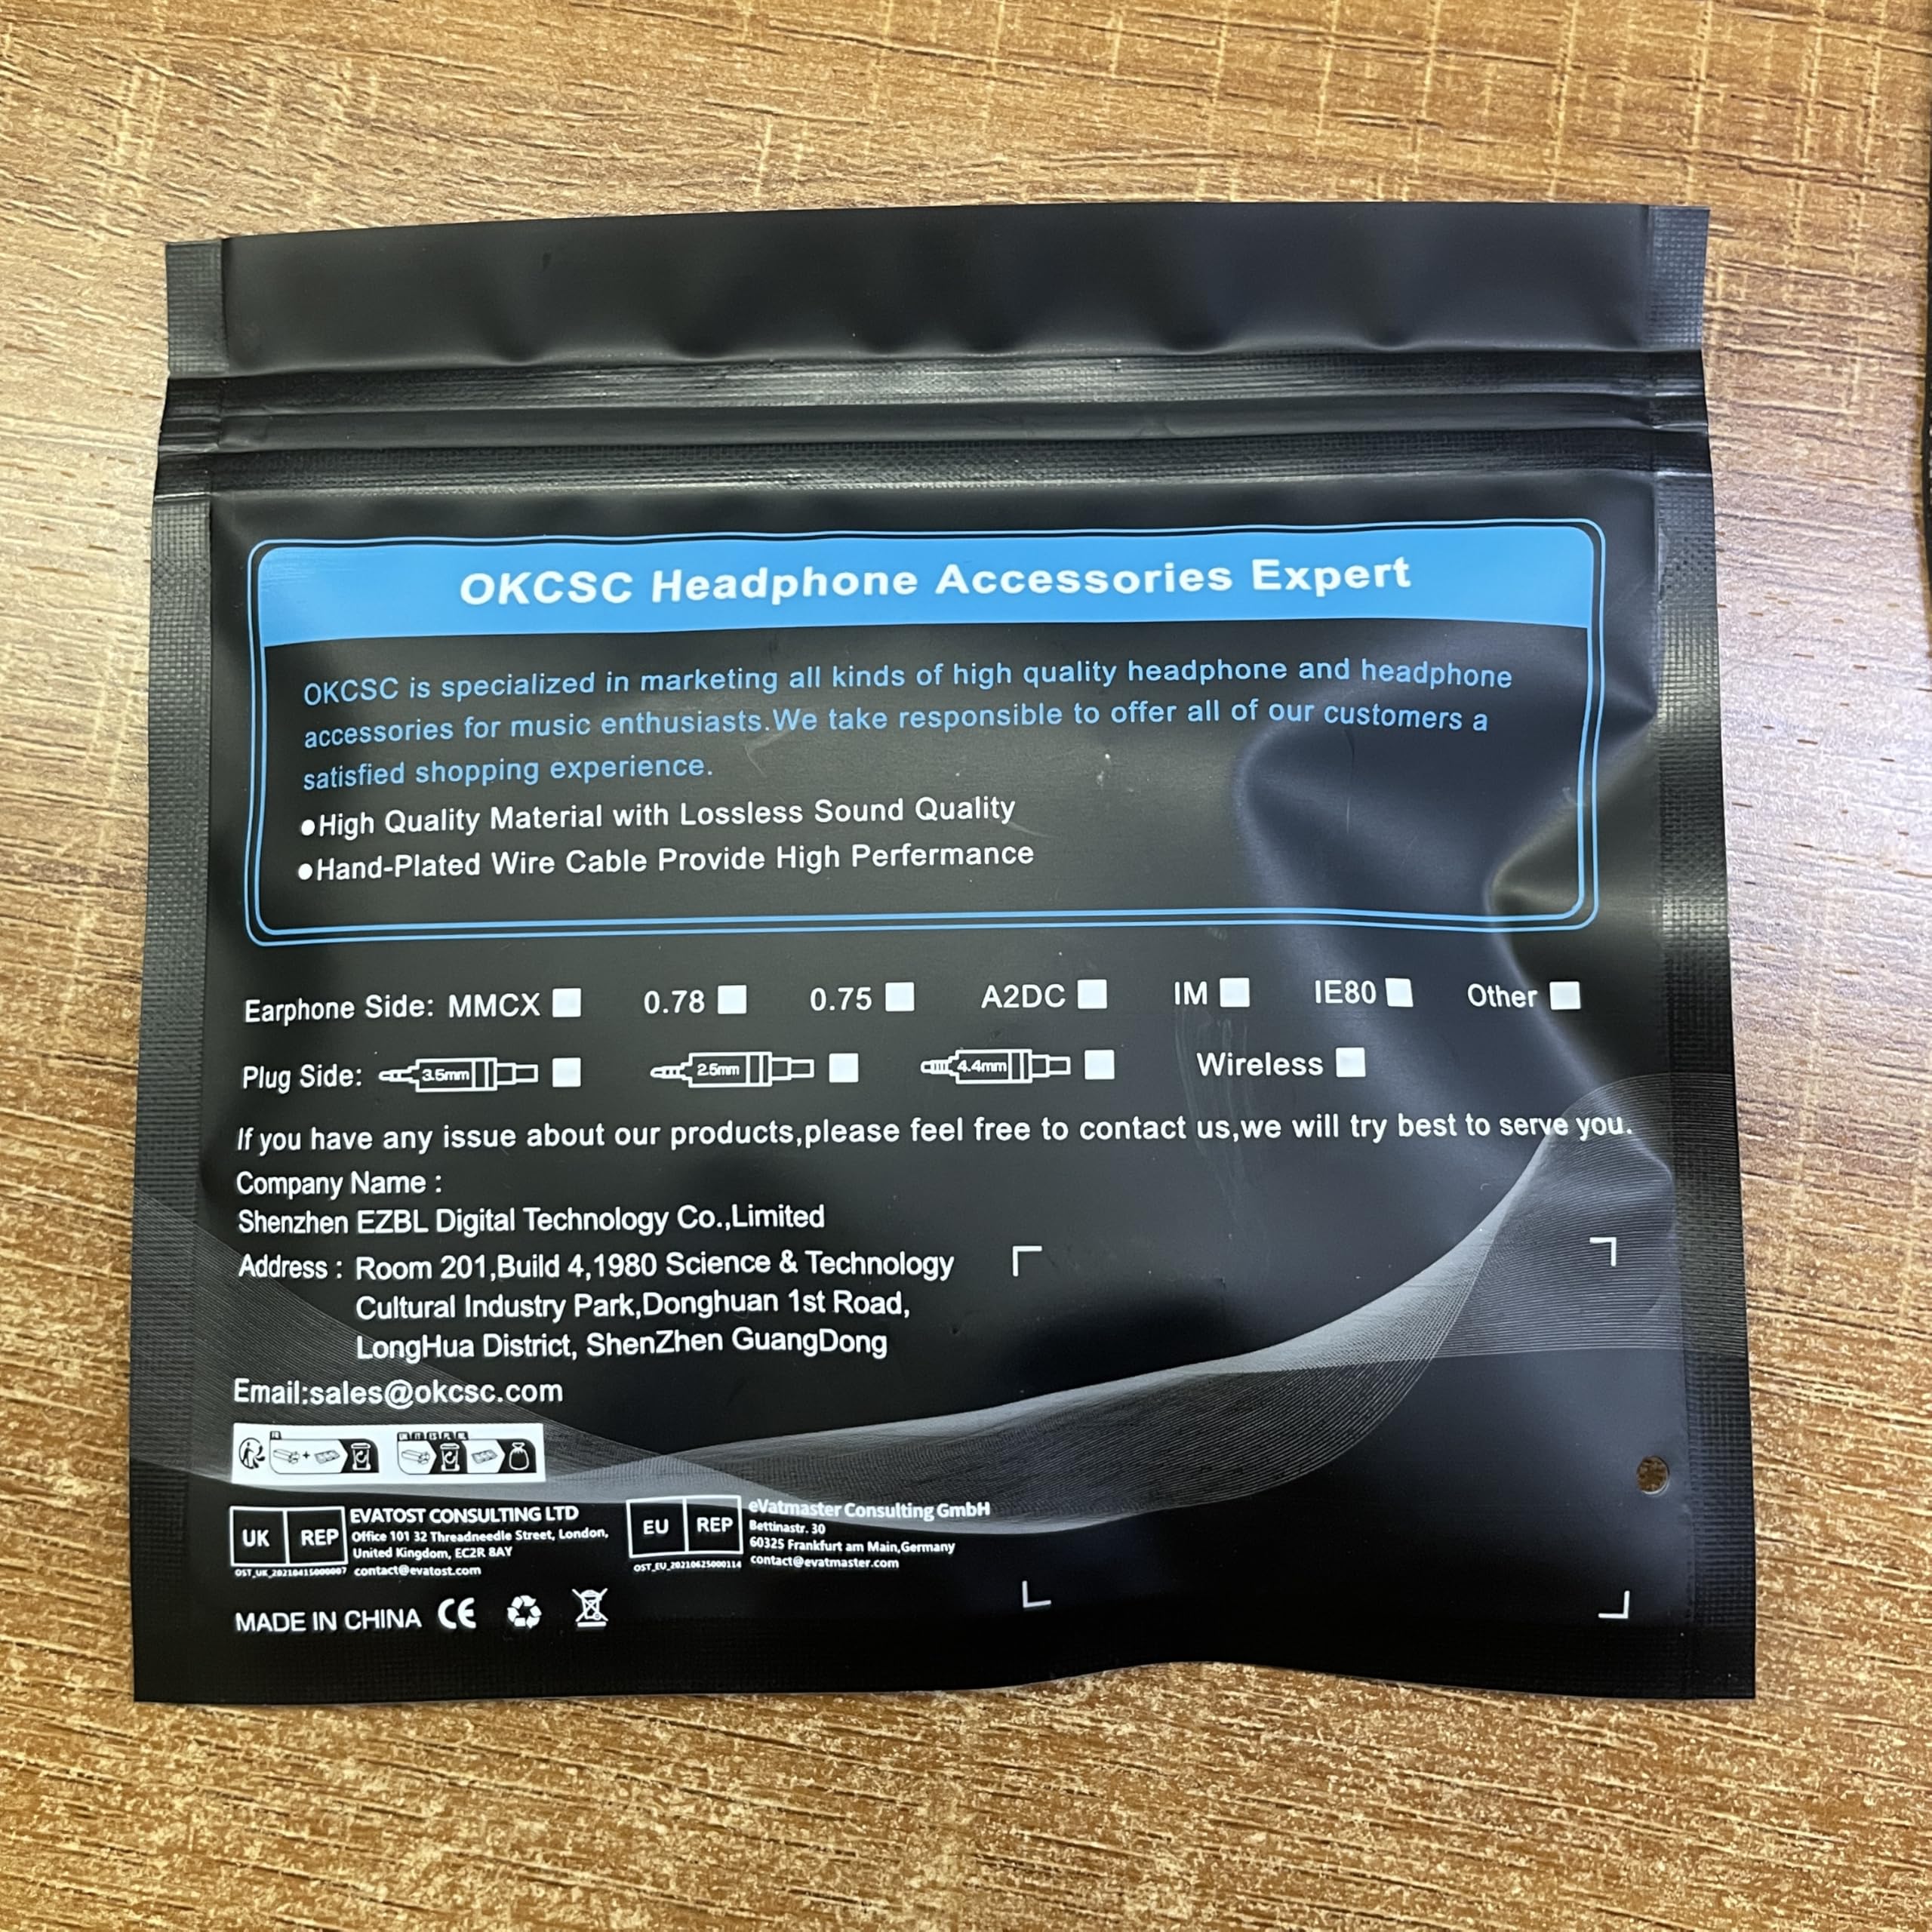 OKCSC Headphone Accessories Expert
OKCSC is specialized in marketing all kinds of high quality headphone and headphone
accessories for music enthusiasts.We take responsible to offer all of our customers a
satisfied shopping experience.
●High Quality Material with Lossless Sound Quality
●Hand-Plated Wire Cable Provide High Perfermance
Earphone Side: MMCX 0.78 0.75 A2DC IM IE80 Other
Plug Side: 3.5mm 2.5mm 4.4mm Wireless
If you have any issue about our products,please feel free to contact us,we will try best to serve you.
Company Name :
Shenzhen EZBL Digital Technology Co.,Limited
Address : Room 201,Build 4,1980 Science & Technology
Cultural Industry Park,Donghuan 1st Road,
LongHua District, ShenZhen GuangDong
Email:sales@okcsc.com
FR
UK REP
EVATOST CONSULTING LTD
Office 101 32 Threadneedle Street, London,
United Kingdom, EC2R 8AY
contact@evatost.com
OST_UK_20210415000007
EU REP
eVatmaster Consulting GmbH
Bettinastr. 30
60325 Frankfurt am Main,Germany
contact@evatmaster.com
OST_EU_20210625000114
MADE IN CHINA CE